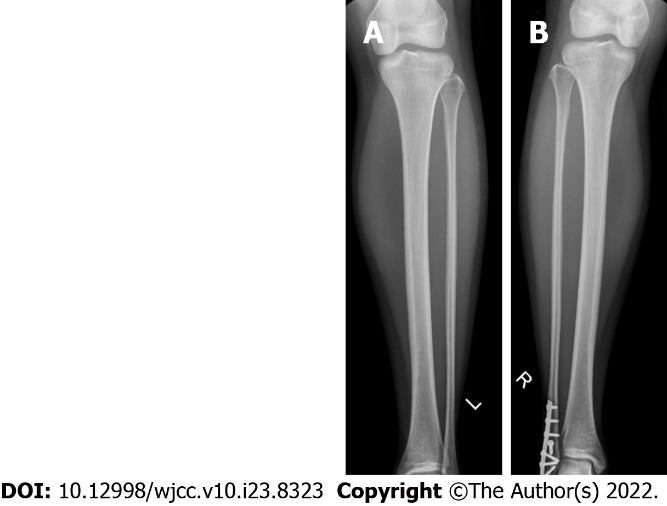 A B
R
L
DOI: 10.12998/wjcc.v10.i23.8323 Copyright ©The Author(s) 2022.